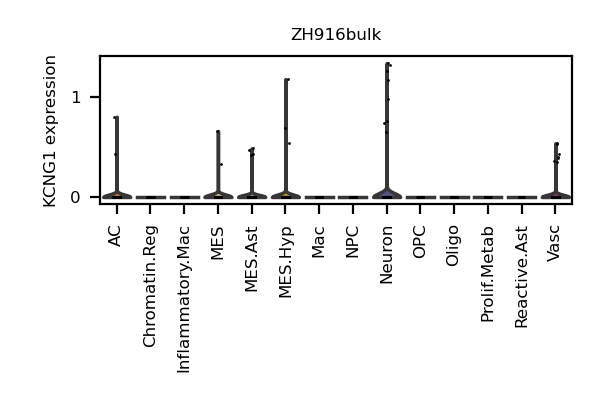 ZH916bulk
KCNG1 expression
1
0
AC
Chromatin.Reg
Inflammatory.Mac
MES
MES.Ast
MES.Hyp
Mac
NPC
Neuron
OPC
Oligo
Prolif.Metab
Reactive.Ast
Vasc